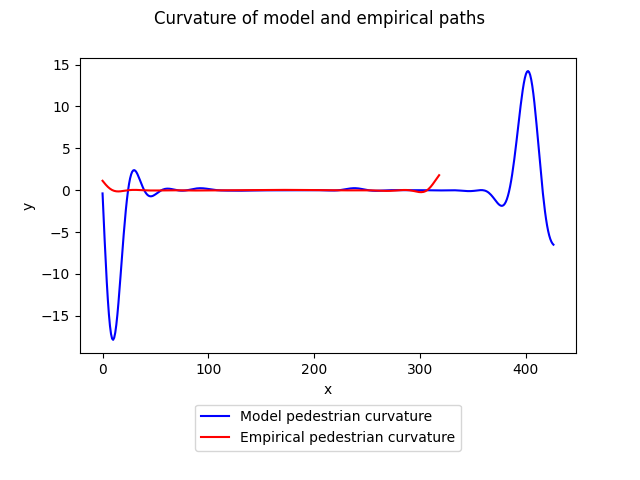 Curvature of model and empirical paths
15
10
5
0
−5
−10
−15
y
0 100 200 300 400
x
Model pedestrian curvature
Empirical pedestrian curvature